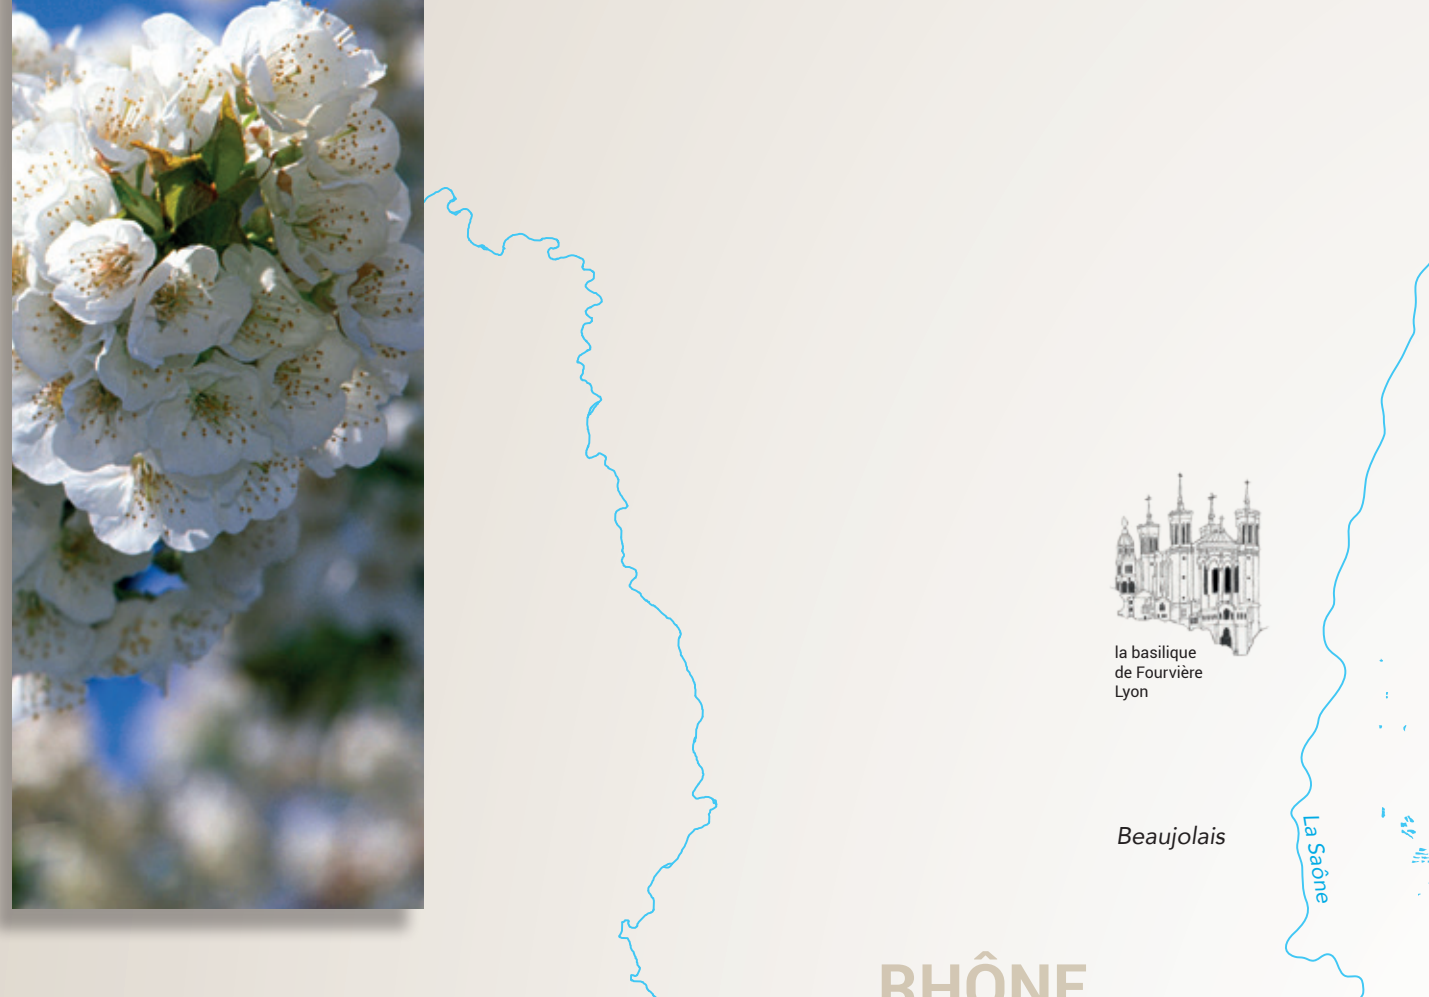 la basilique
de Fourvière
Lyon
Beaujolais
La Saône
RHÔNE